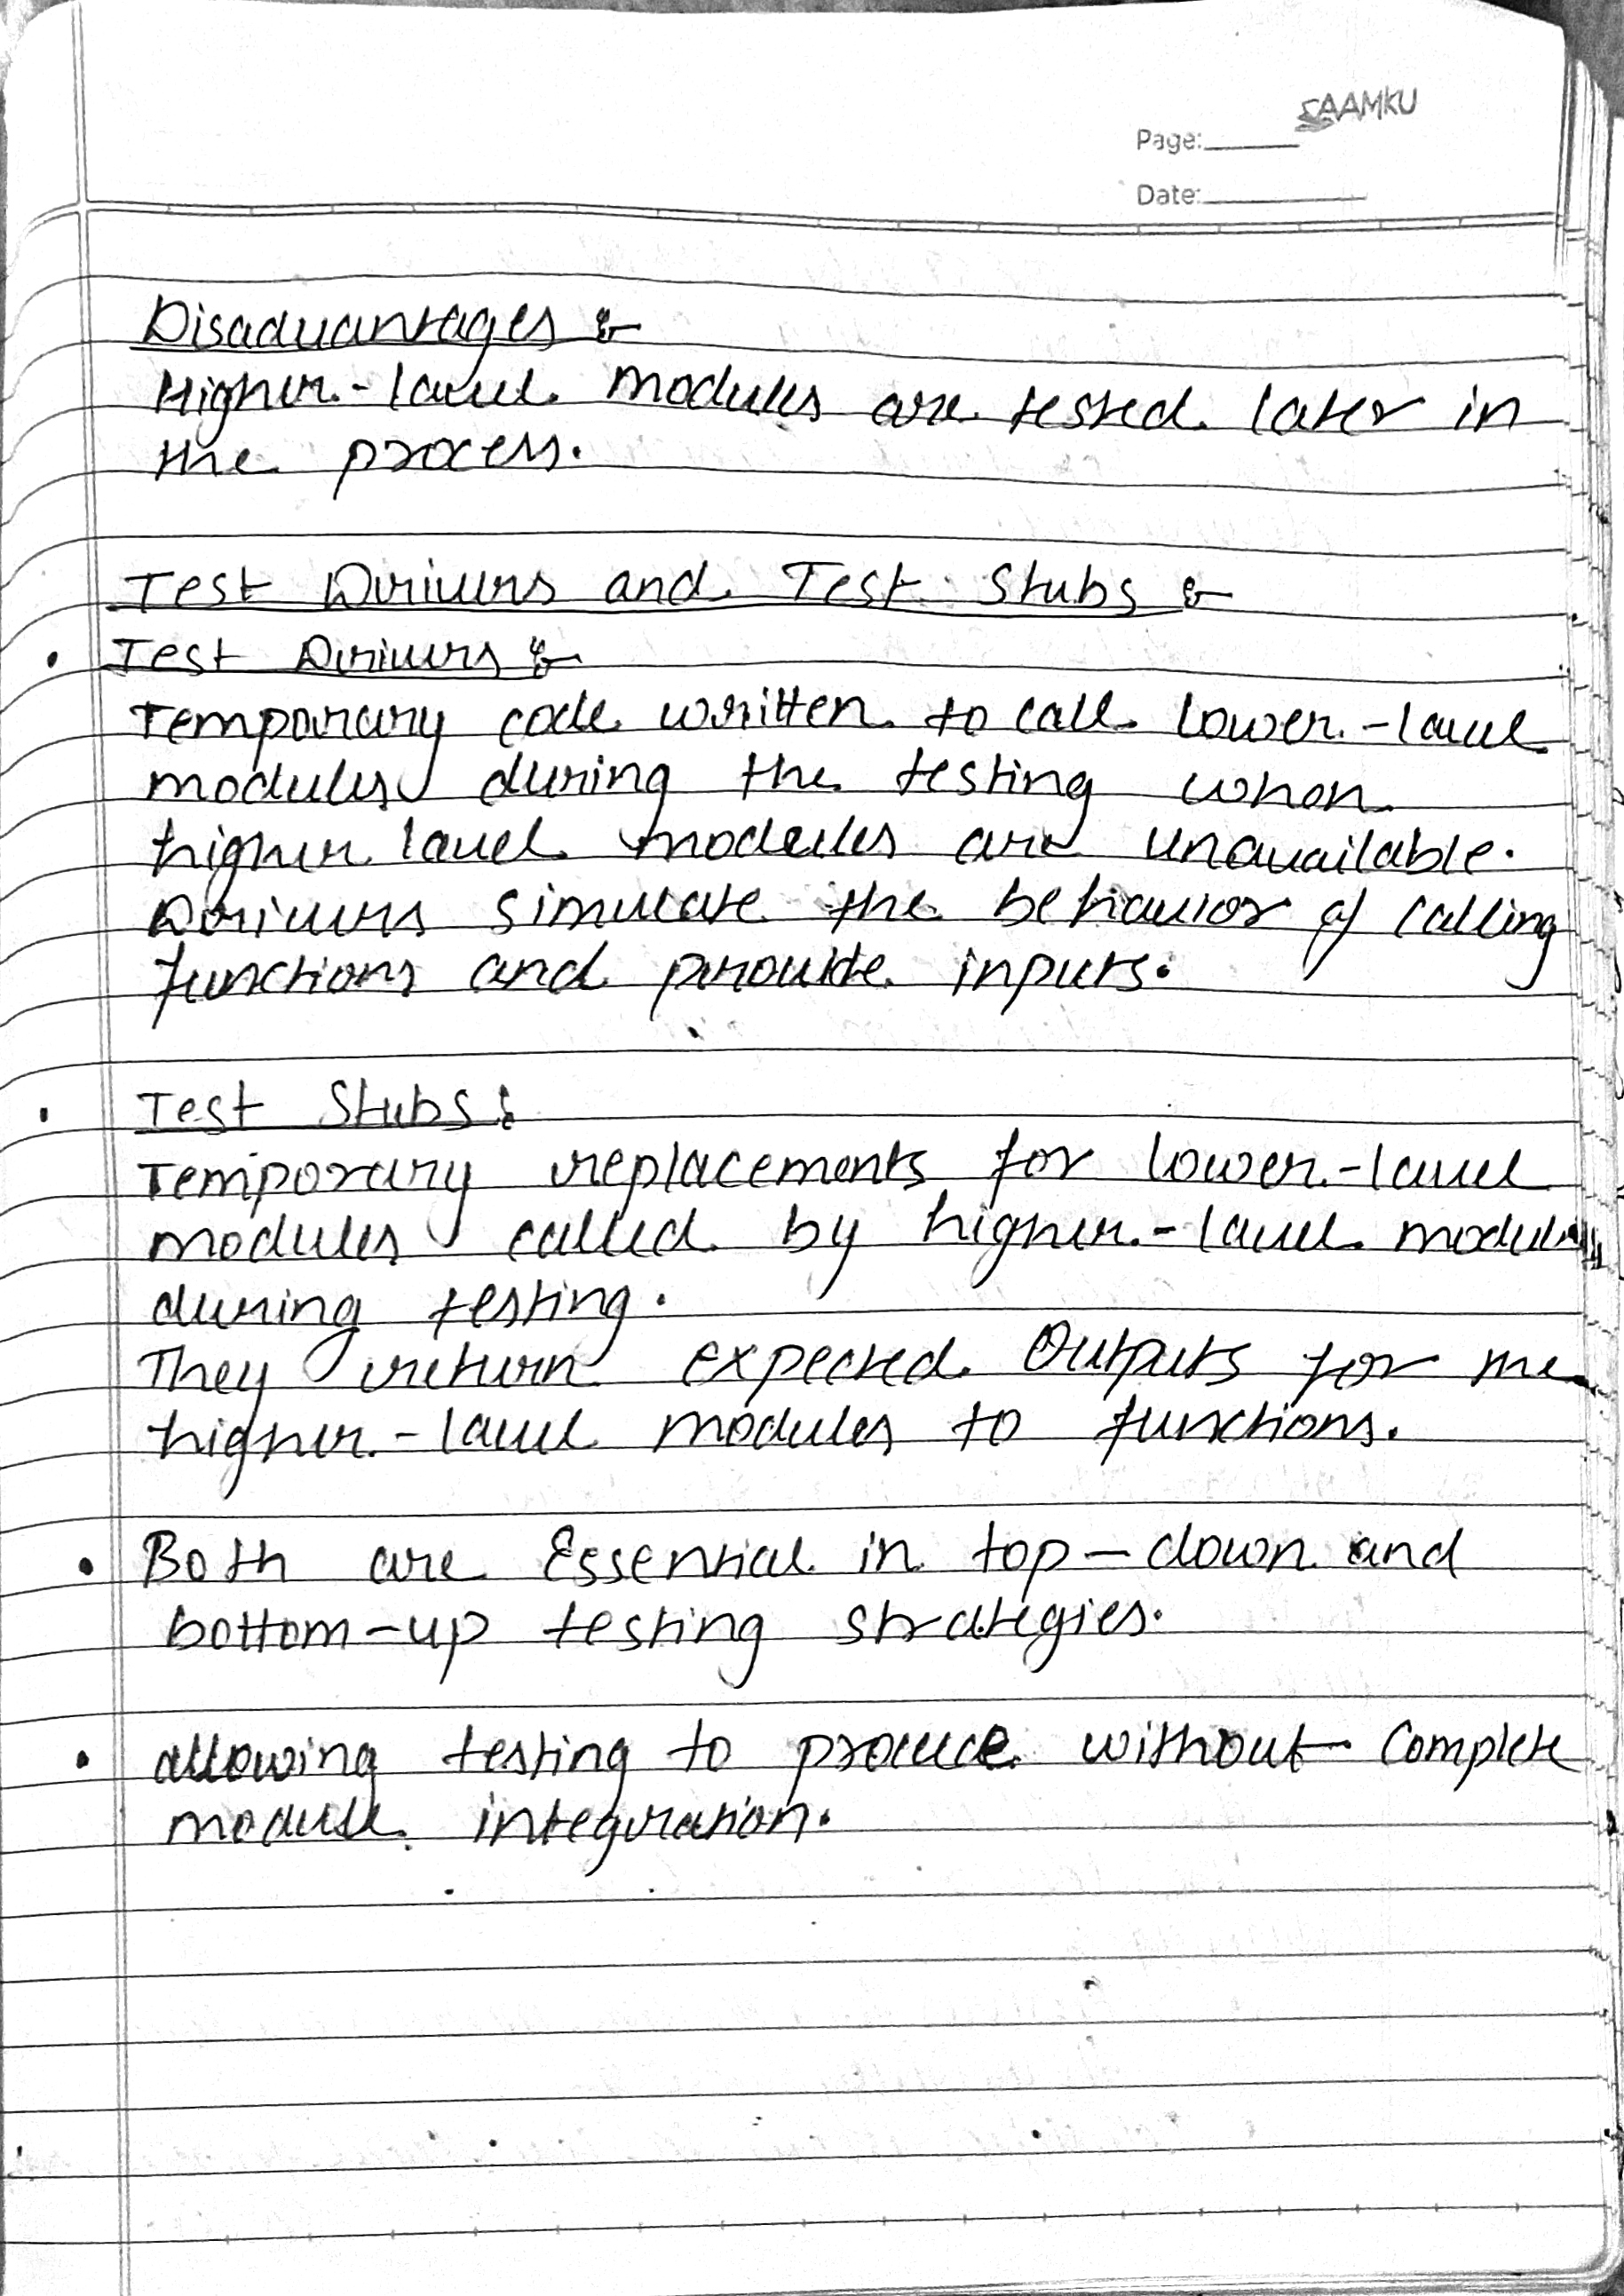 SAAMKU
Page:
Date:
Disadvantages :-
Higher-level modules are tested later in
the process.
Test Drivers and Test Stubs :-
• Test Drivers :-
Temporary code written to call lower-level
modules during the testing when
higher level modules are unavailable.
Drivers simulate the behavior of calling
functions and provide inputs.
• Test Stubs :
Temporary replacements for lower-level
modules called by higher-level modules
during testing.
They return expected Outputs for the
higher-level modules to functions.
• Both are Essential in top-down and
bottom-up testing strategies.
• allowing testing to without complete
module integration.